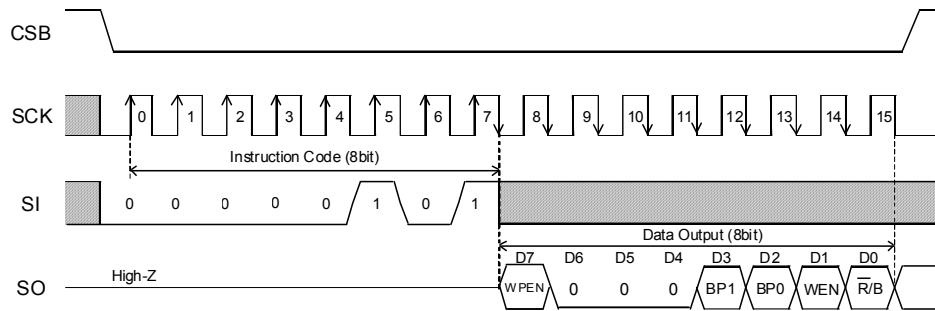 CSB
SCK 0 1 2 3 4 5 6 7 8 9 10 11 12 13 14 15
Instruction Code (8bit)
SI 0 0 0 0 0 1 0 1
Data Output (8bit)
D7 D6 D5 D4 D3 D2 D1 D0
High-Z
SO WPEN 0 0 0 BP1 BP0 WEN R̅/B